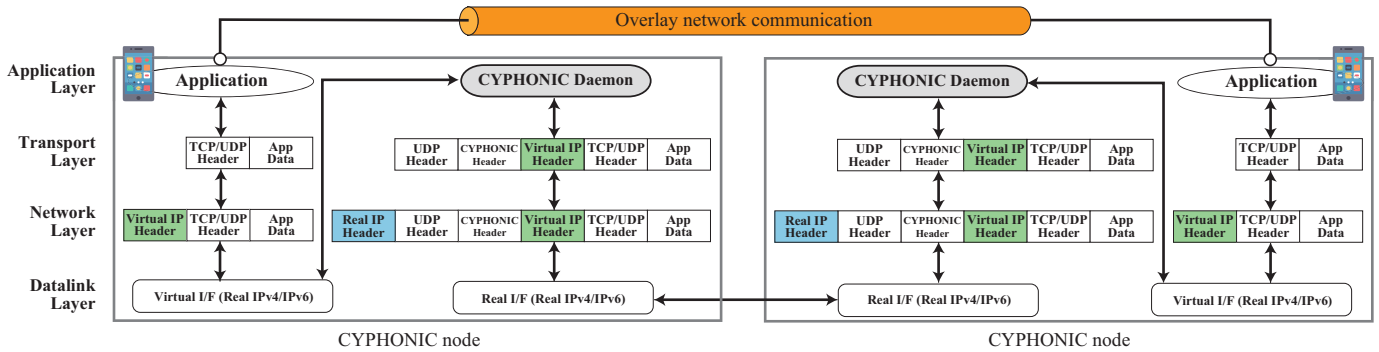 Overlay network communication
Application
Layer
Application
CYPHONIC Daemon
CYPHONIC Daemon
Application
Transport
Layer
TCP/UDP
Header
App
Data
UDP
Header
CYPHONIC
Header
Virtual IP
Header
TCP/UDP
Header
App
Data
UDP
Header
CYPHONIC
Header
Virtual IP
Header
TCP/UDP
Header
App
Data
TCP/UDP
Header
App
Data
Network
Layer
Virtual IP
Header
TCP/UDP
Header
App
Data
Real IP
Header
UDP
Header
CYPHONIC
Header
Virtual IP
Header
TCP/UDP
Header
App
Data
Real IP
Header
UDP
Header
CYPHONIC
Header
Virtual IP
Header
TCP/UDP
Header
App
Data
Virtual IP
Header
TCP/UDP
Header
App
Data
Datalink
Layer
Virtual I/F (Real IPv4/IPv6)
Real I/F (Real IPv4/IPv6)
Real I/F (Real IPv4/IPv6)
Virtual I/F (Real IPv4/IPv6)
CYPHONIC node
CYPHONIC node